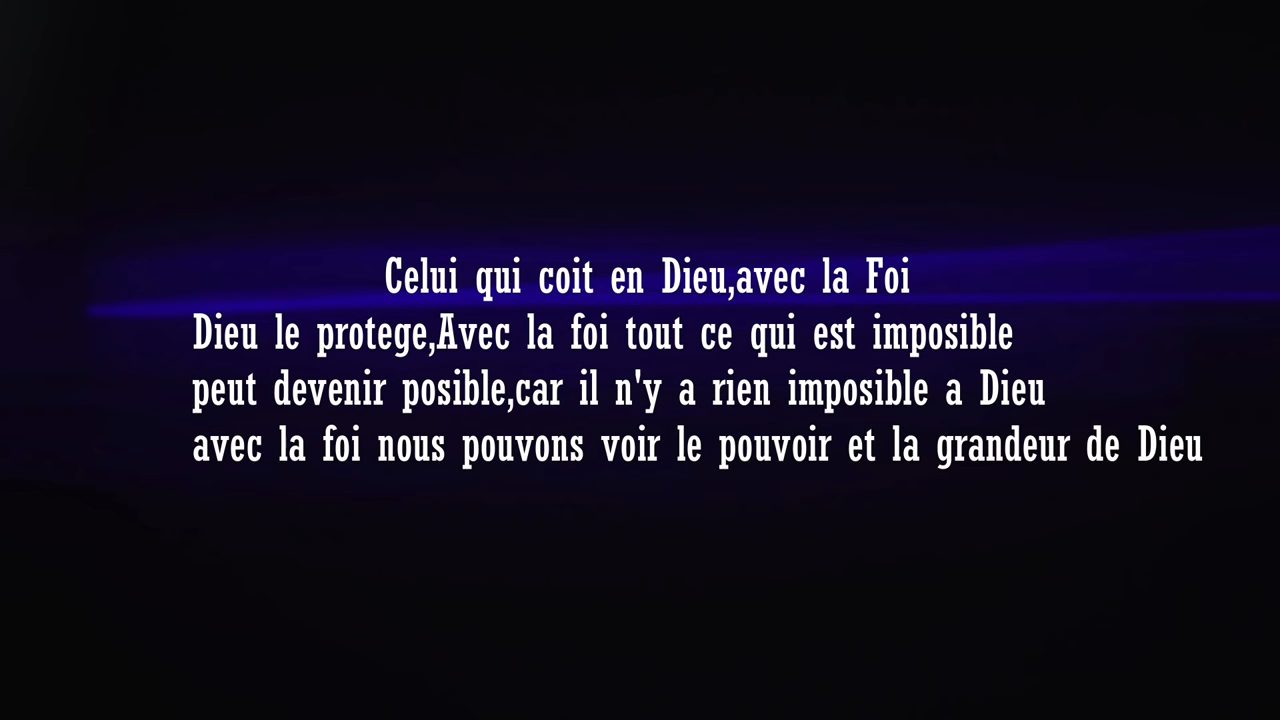 Celui qui coit en Dieu,avec la Foi
Dieu le protege,Avec la foi tout ce qui est imposible
peut devenir posible,car il n'y a rien imposible a Dieu
avec la foi nous pouvons voir le pouvoir et la grandeur de Dieu